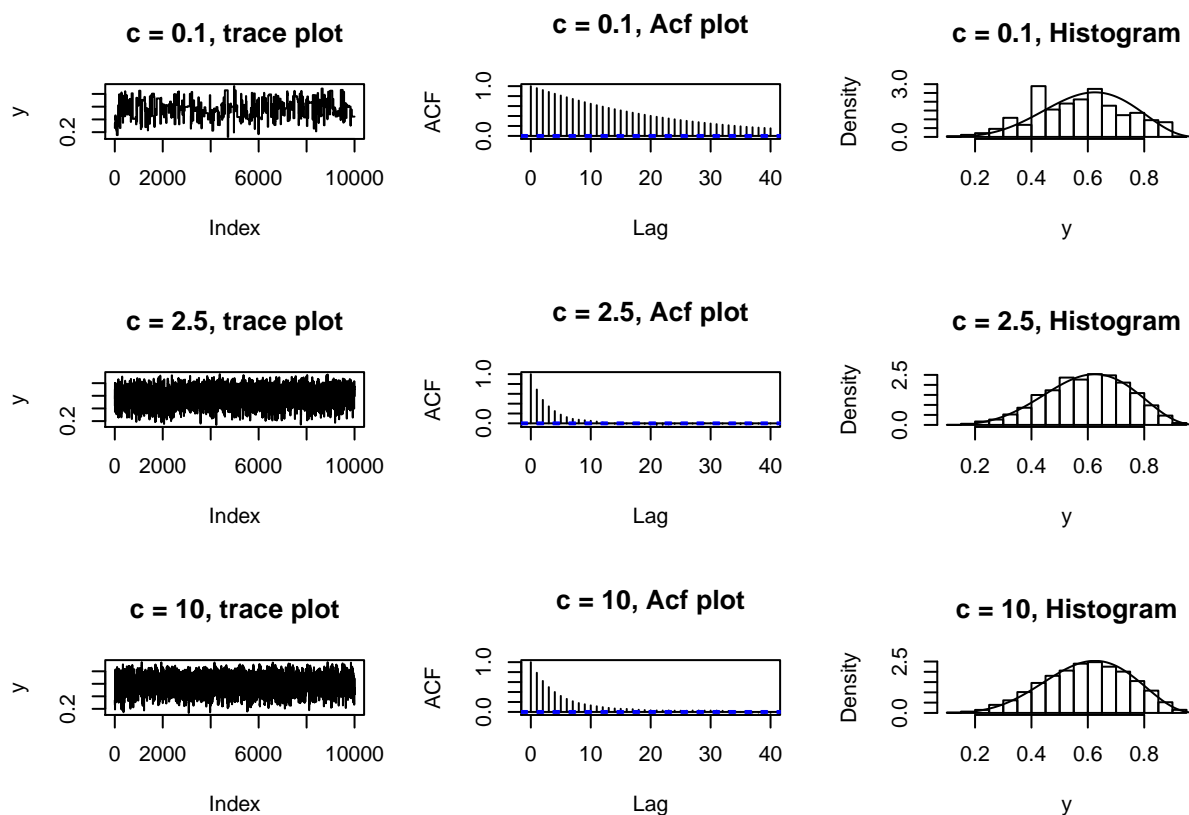 c = 0.1, trace plot
y
0.2
0 2000 6000 10000
Index
c = 0.1, Acf plot
ACF
0.0 1.0
0 10 20 30 40
Lag
c = 0.1, Histogram
Density
0.0 3.0
0.2 0.4 0.6 0.8
y
c = 2.5, trace plot
y
0.2
0 2000 6000 10000
Index
c = 2.5, Acf plot
ACF
0.0 1.0
0 10 20 30 40
Lag
c = 2.5, Histogram
Density
0.0 2.5
0.2 0.4 0.6 0.8
y
c = 10, trace plot
y
0.2
0 2000 6000 10000
Index
c = 10, Acf plot
ACF
0.0 1.0
0 10 20 30 40
Lag
c = 10, Histogram
Density
0.0 2.5
0.2 0.4 0.6 0.8
y